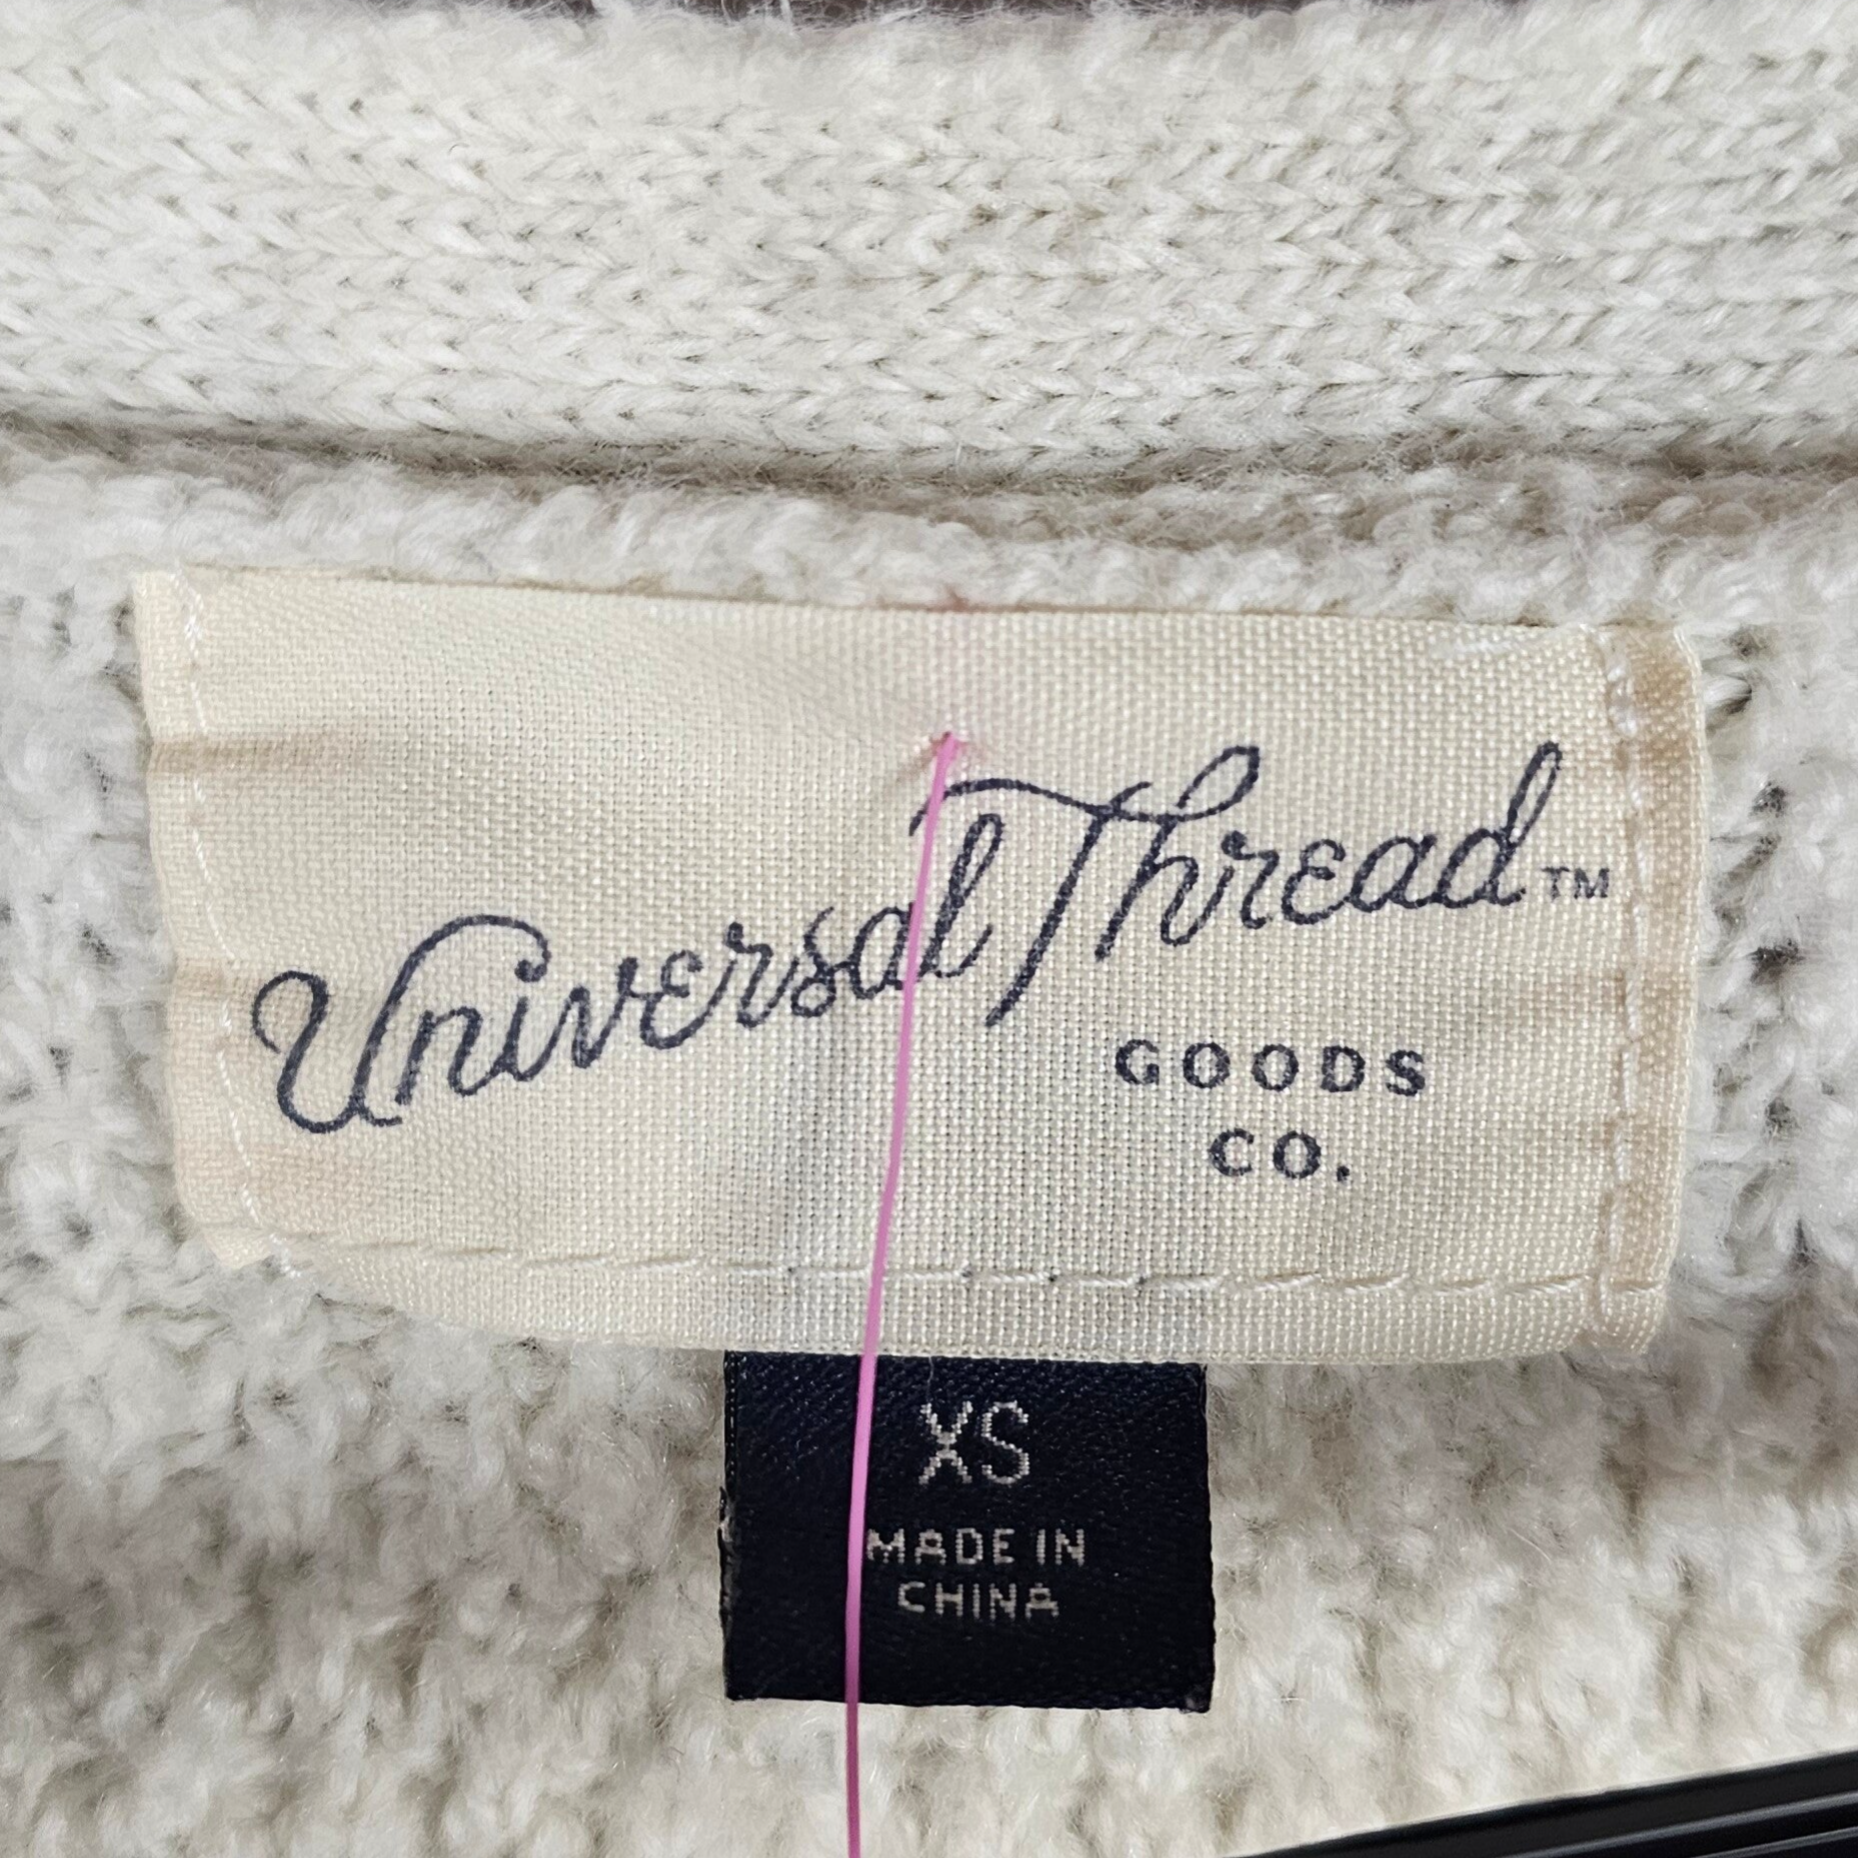 Universal Thread™
GOODS
CO.
XS
MADE IN
CHINA